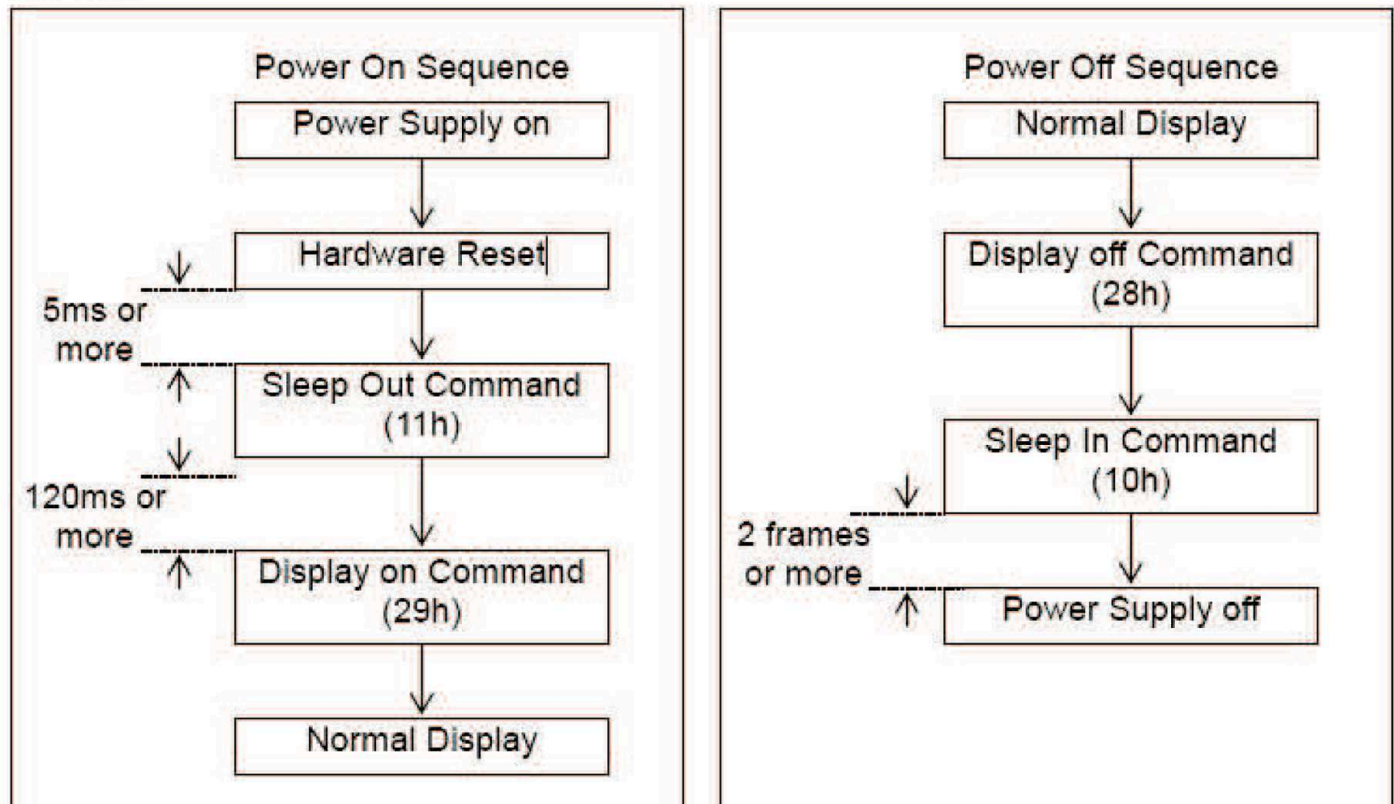 Power On Sequence
Power Supply on
Hardware Reset
5ms or
more
Sleep Out Command
(11h)
120ms or
more
Display on Command
(29h)
Normal Display
Power Off Sequence
Normal Display
Display off Command
(28h)
Sleep In Command
(10h)
2 frames
or more
Power Supply off